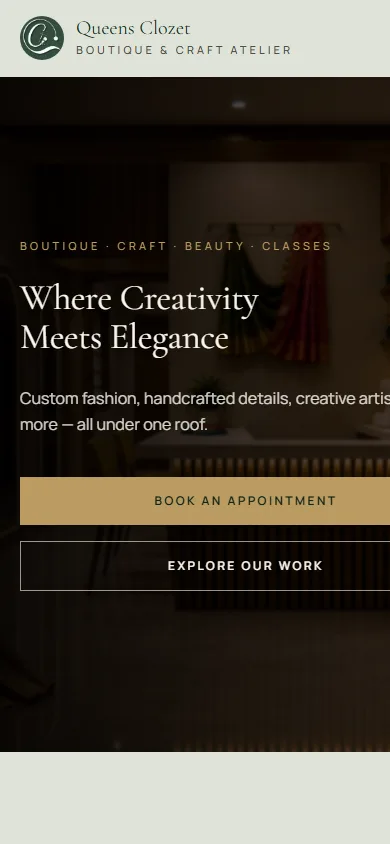 Queens Clozet
BOUTIQUE & CRAFT ATELIER
BOUTIQUE · CRAFT · BEAUTY · CLASSES
Where Creativity
Meets Elegance
Custom fashion, handcrafted details, creative
more — all under one roof.
BOOK AN APPOINTMENT
EXPLORE OUR WORK